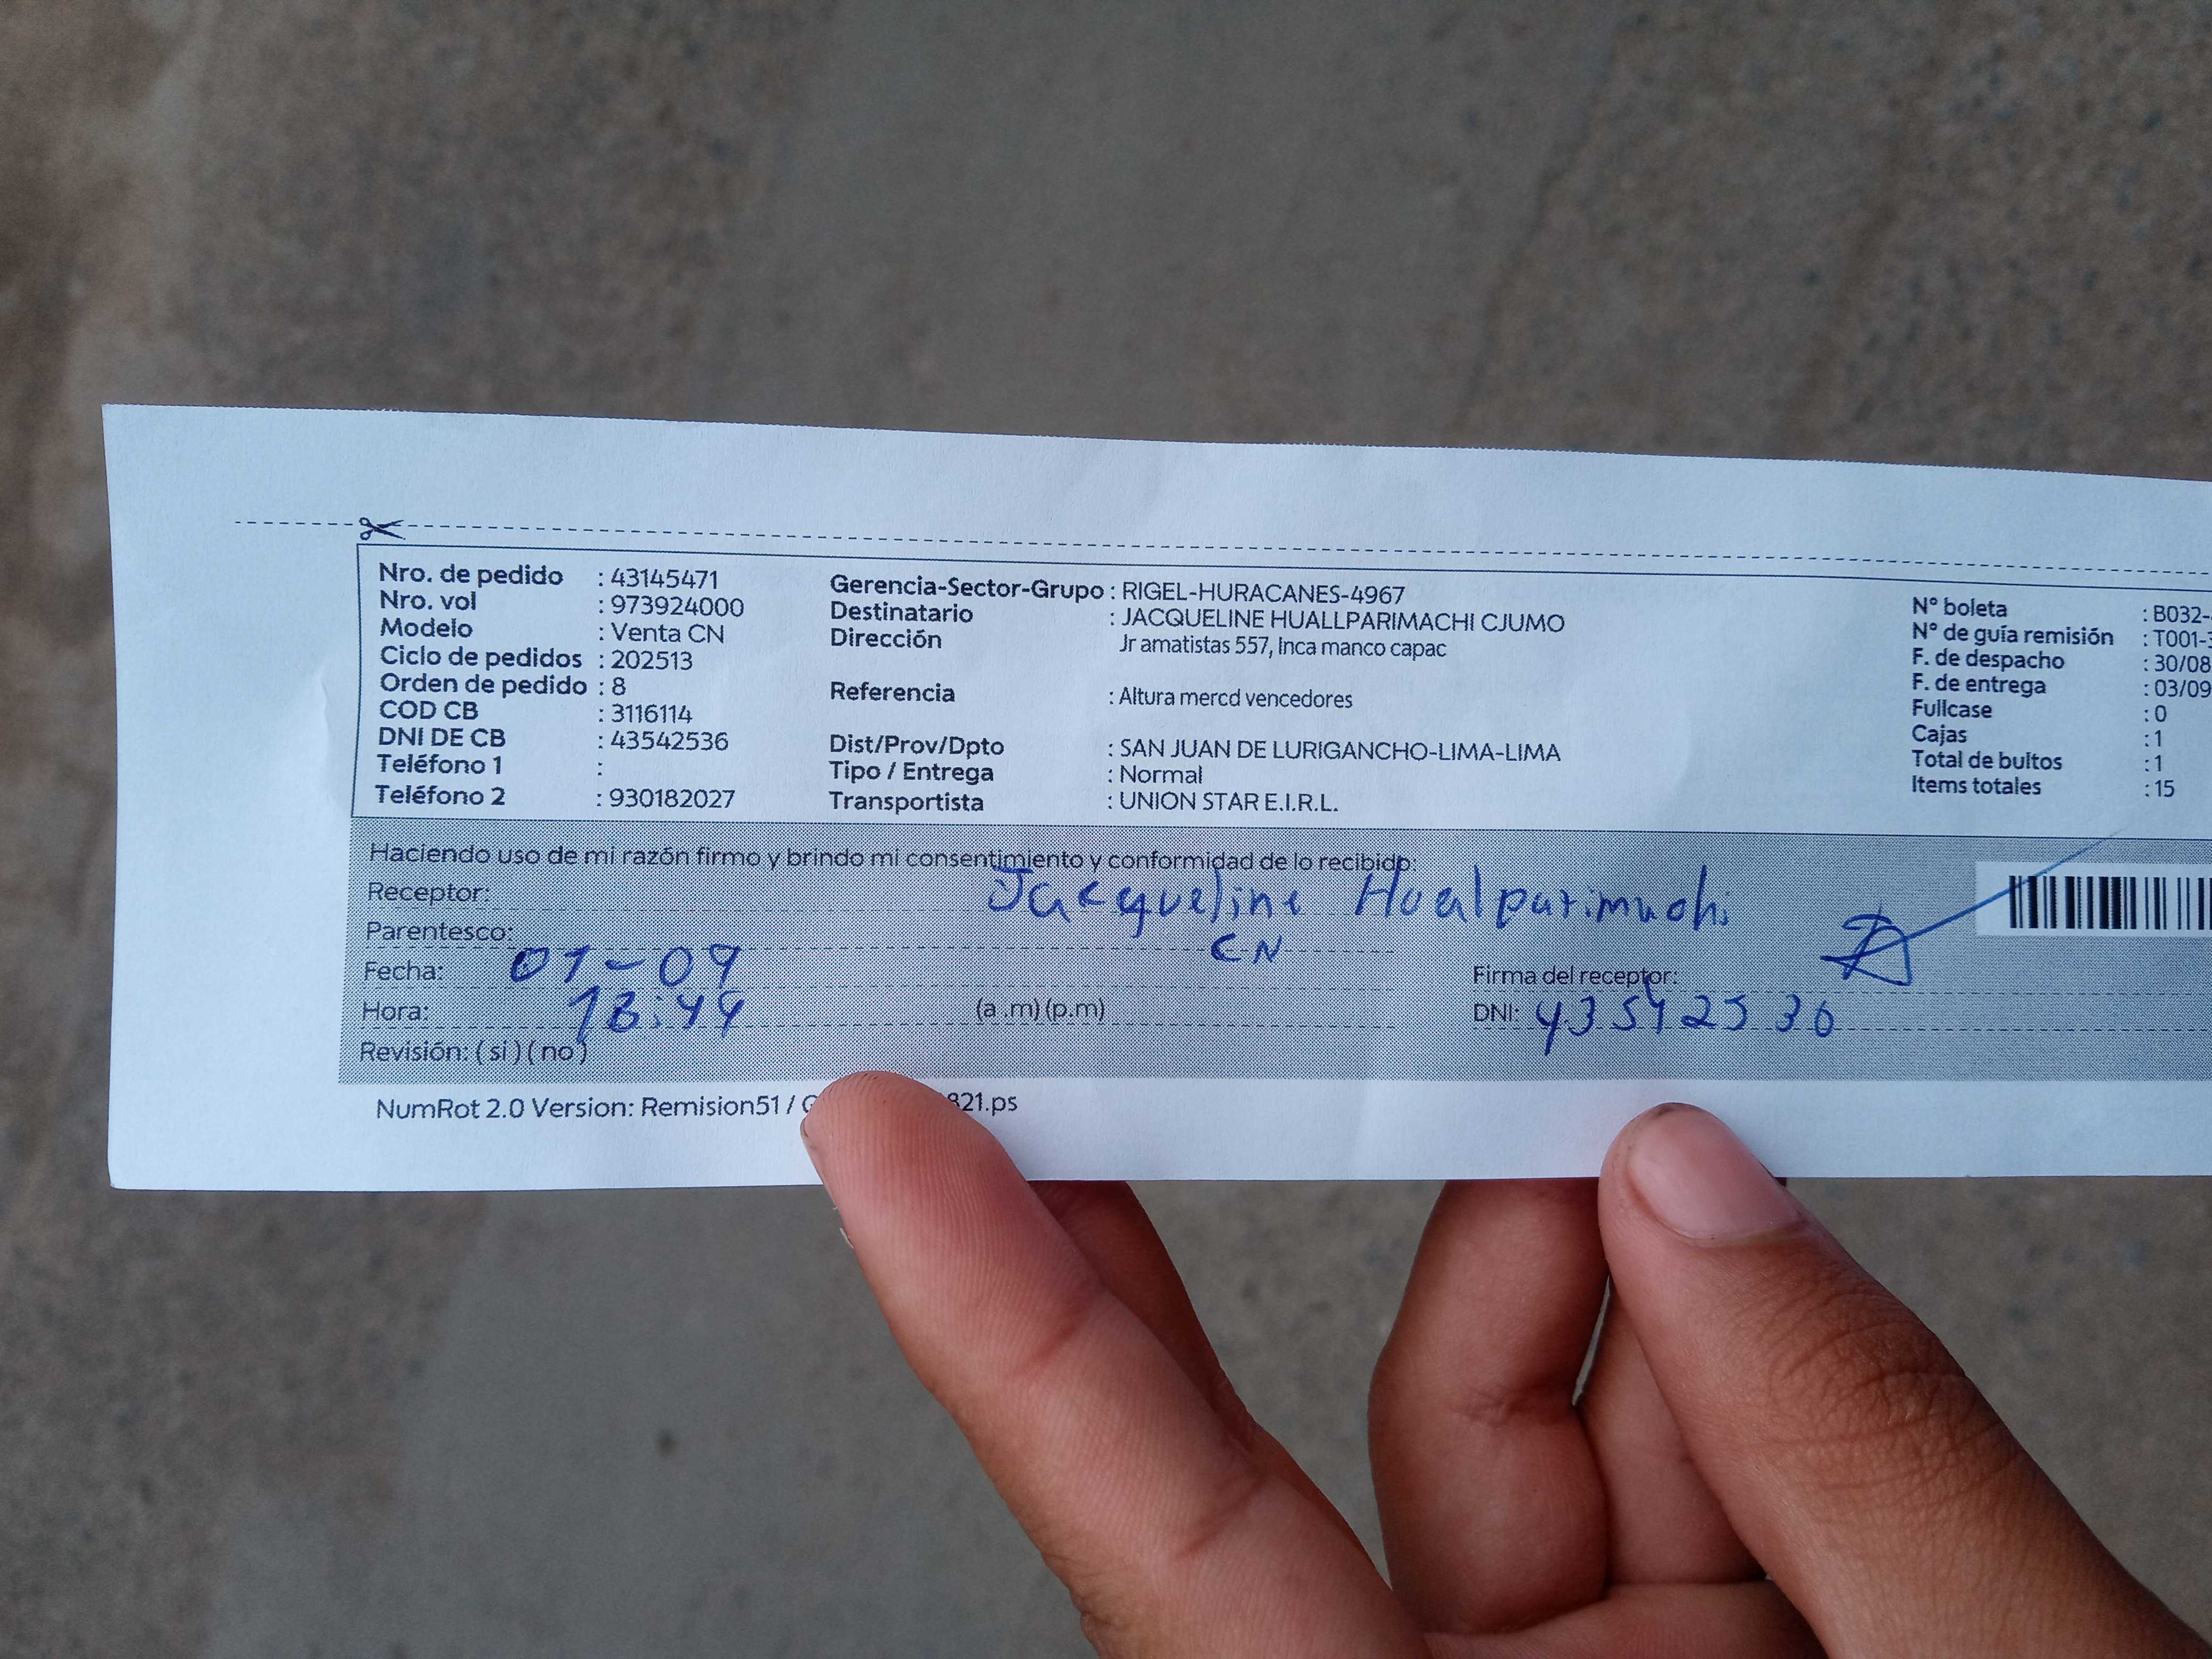 Nro. de pedido : 43145471
Nro. vol : 973924000
Modelo : Venta CN
Ciclo de pedidos : 202513
Orden de pedido : 8
COD CB : 3116114
DNI DE CB : 43542536
Teléfono 1 :
Teléfono 2 : 930182027
Gerencia-Sector-Grupo : RIGEL-HURACANES-4967
Destinatario : JACQUELINE HUALLPARIMACHI CJUMO
Dirección Jr amatistas 557, Inca manco capac
Referencia : Altura mercd vencedores
Dist/Prov/Dpto : SAN JUAN DE LURIGANCHO-LIMA-LIMA
Tipo / Entrega : Normal
Transportista : UNION STAR E.I.R.L.
N° boleta : B032-
N° de guía remisión : T001-
F. de despacho : 30/08
F. de entrega : 03/09
Fullcase : 0
Cajas : 1
Total de bultos : 1
Items totales : 15
Haciendo uso de mi razón firmo y brindo mi consentimiento y conformidad de lo recibido:
Receptor: Jacqueline Hualparimachi
Parentesco: CN
Fecha: 01-09
Hora: 18:44 (a .m) (p.m)
Revisión: ( si ) ( no )
Firma del receptor:
DNI: 43542536
NumRot 2.0 Version: Remision51 / 821.ps